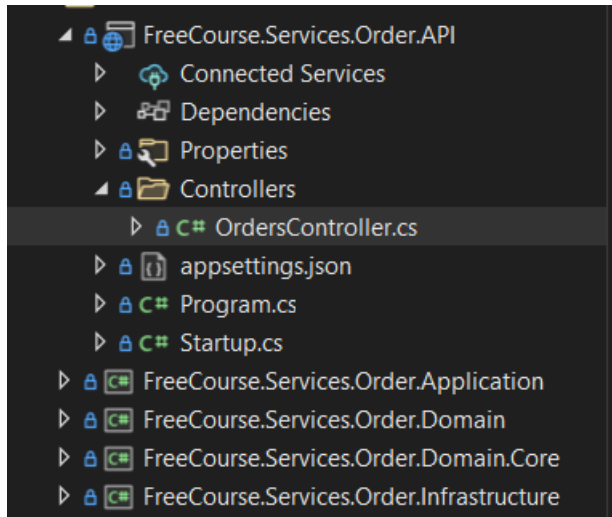 FreeCourse.Services.Order.API
Connected Services
Dependencies
Properties
Controllers
C# OrdersController.cs
appsettings.json
C# Program.cs
C# Startup.cs
C# FreeCourse.Services.Order.Application
C# FreeCourse.Services.Order.Domain
C# FreeCourse.Services.Order.Domain.Core
C# FreeCourse.Services.Order.Infrastructure